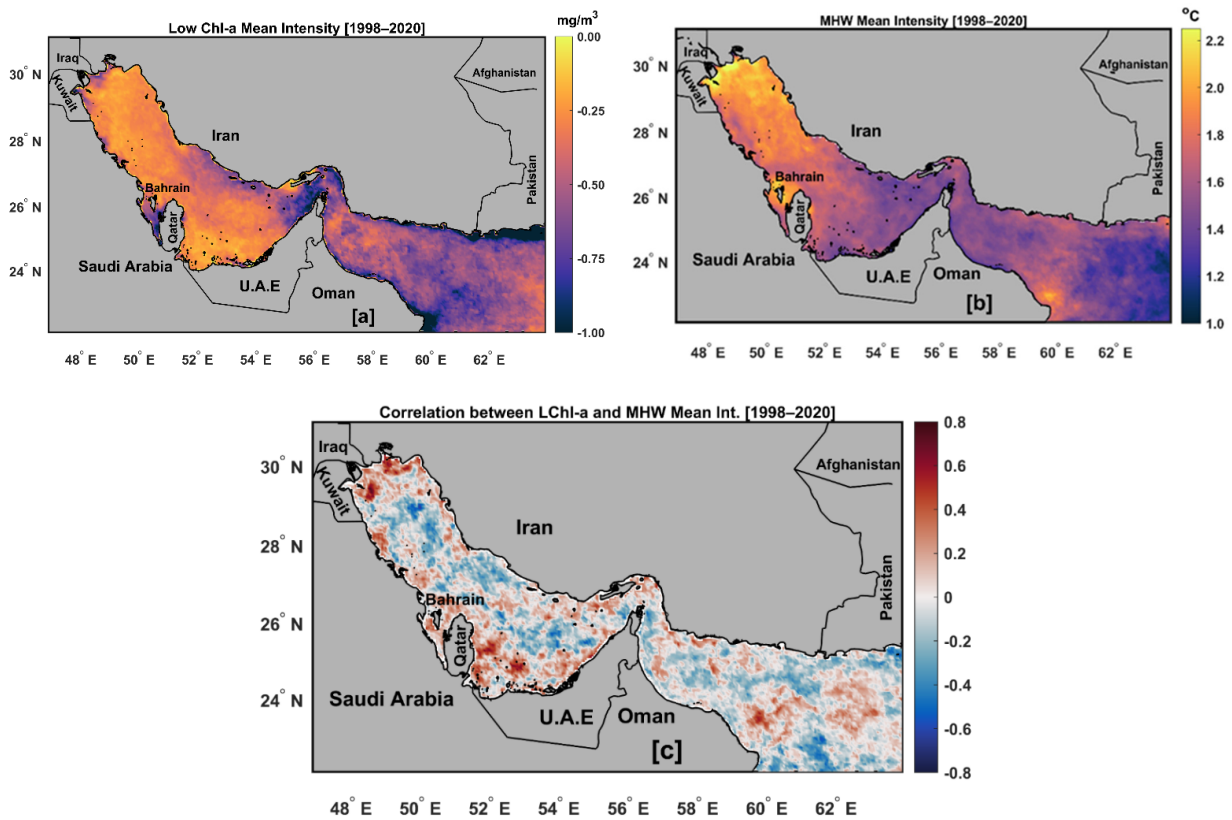 Low Chl-a Mean Intensity [1998–2020]
mg/m³
0.00
-0.25
-0.50
-0.75
-1.00
30° N
28° N
26° N
24° N
48° E 50° E 52° E 54° E 56° E 58° E 60° E 62° E
Iraq
Kuwait
Iran
Afghanistan
Pakistan
Bahrain
Qatar
Saudi Arabia
U.A.E
Oman
[a]
MHW Mean Intensity [1998–2020]
°C
2.2
2.0
1.8
1.6
1.4
1.2
1.0
30° N
28° N
26° N
24° N
48° E 50° E 52° E 54° E 56° E 58° E 60° E 62° E
Iraq
Kuwait
Iran
Afghanistan
Pakistan
Bahrain
Qatar
Saudi Arabia
U.A.E
Oman
[b]
Correlation between LChl-a and MHW Mean Int. [1998–2020]
0.8
0.6
0.4
0.2
0
-0.2
-0.4
-0.6
-0.8
30° N
28° N
26° N
24° N
48° E 50° E 52° E 54° E 56° E 58° E 60° E 62° E
Iraq
Kuwait
Iran
Afghanistan
Pakistan
Bahrain
Qatar
Saudi Arabia
U.A.E
Oman
[c]